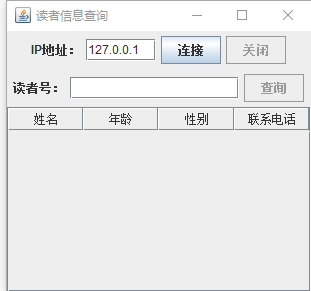 读者信息查询
IP地址： 127.0.0.1 连接 关闭
读者号： 查询
姓名 年龄 性别 联系电话